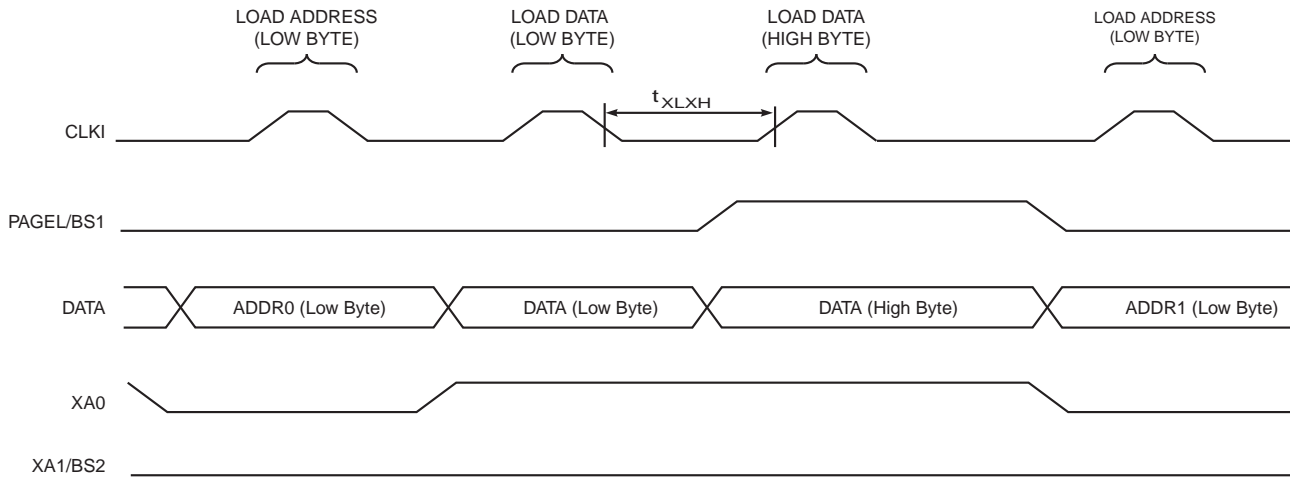 LOAD ADDRESS
(LOW BYTE)
LOAD DATA
(LOW BYTE)
LOAD DATA
(HIGH BYTE)
LOAD ADDRESS
(LOW BYTE)
tXLXH
CLKI
PAGEL/BS1
DATA
ADDR0 (Low Byte)
DATA (Low Byte)
DATA (High Byte)
ADDR1 (Low Byte)
XA0
XA1/BS2